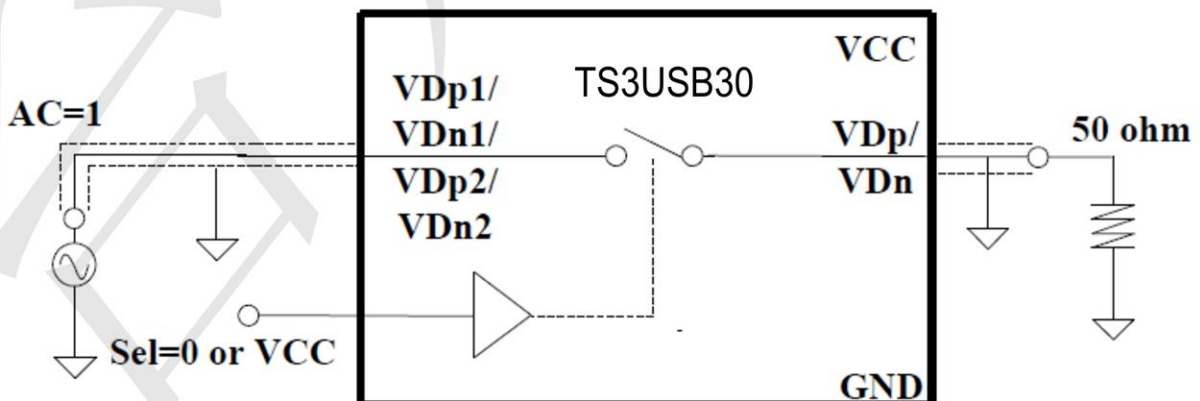 VCC
TS3USB30
VDp1/
VDn1/
VDp2/
VDn2
AC=1
VDp/
VDn
50 ohm
Sel=0 or VCC
GND